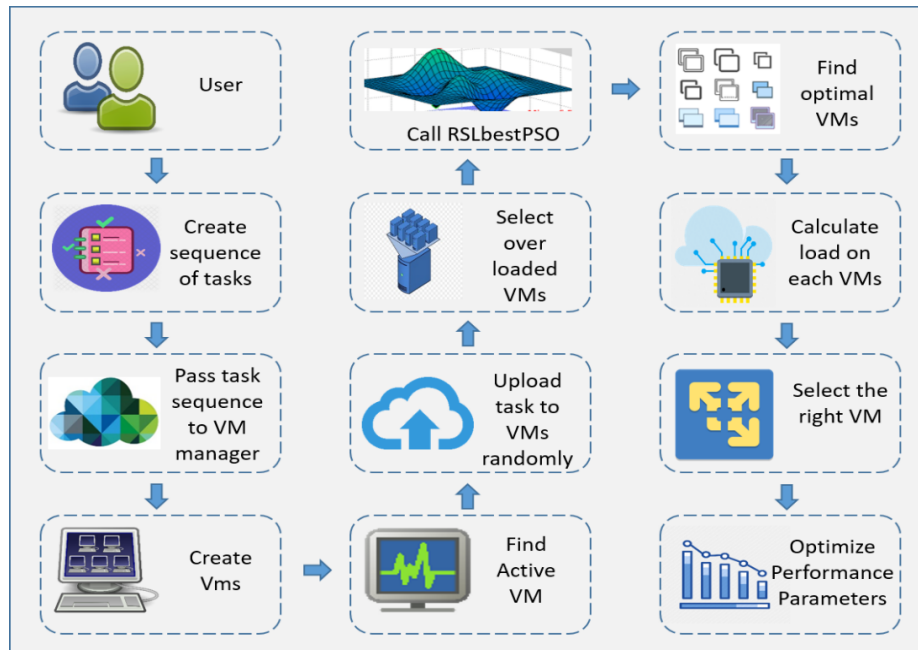 User
Create
sequence
of tasks
Pass task
sequence
to VM
manager
Create
Vms
Find
Active
VM
Upload
task to
VMs
randomly
Select
over
loaded
VMs
Call RSLbestPSO
Find
optimal
VMs
Calculate
load on
each VMs
Select the
right VM
Optimize
Performance
Parameters